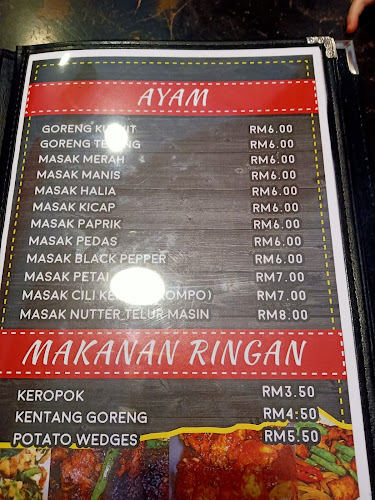 AYAM
GORENG RM6.00
GORENG RM6.00
MASAK MERAH RM6.00
MASAK MANIS RM6.00
MASAK HALIA RM6.00
MASAK KICAP RM6.00
MASAK PAPRIK RM6.00
MASAK PEDAS RM6.00
MASAK BLACK PEPPER RM6.00
MASAK PETAI RM7.00
MASAK CILI RM7.00
MASAK NUTTER TELUR MASIN RM8.00
MAKANAN RINGAN
KEROPOK RM3.50
KENTANG GORENG RM4.50
POTATO WEDGES RM5.50